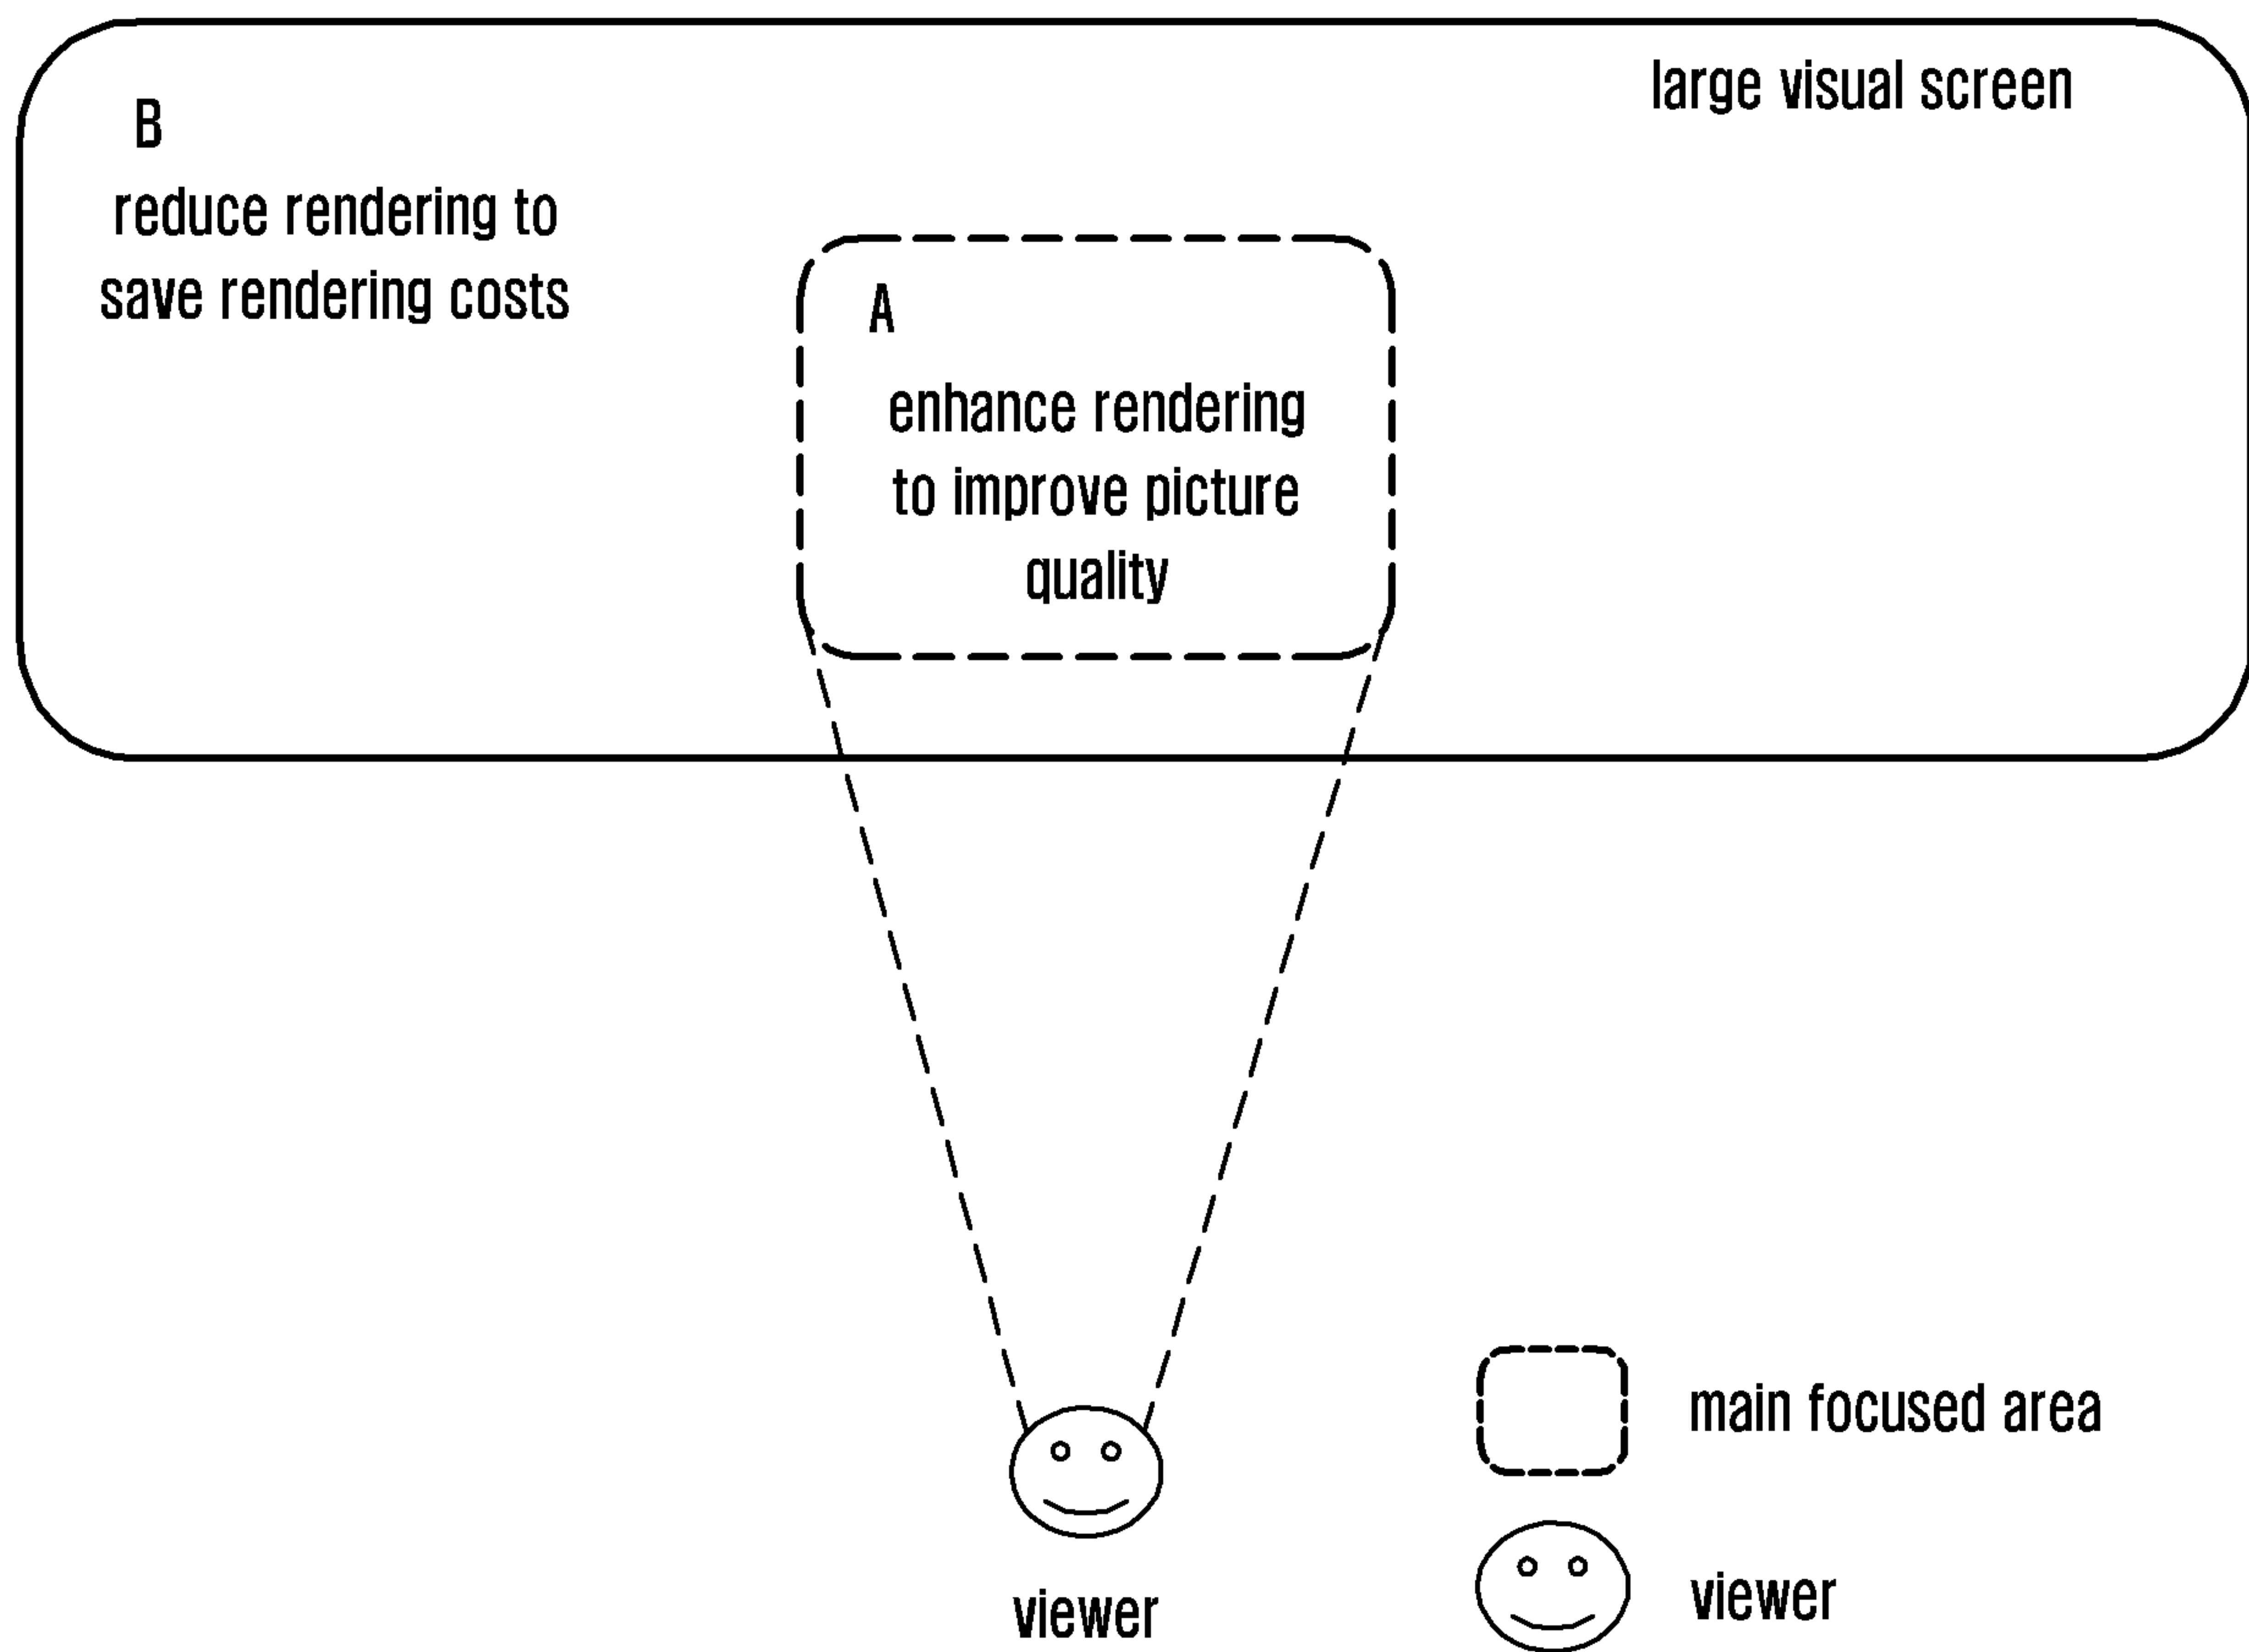 large visual screen
B
reduce rendering to
save rendering costs
A
enhance rendering
to improve picture
quality
main focused area
viewer
viewer